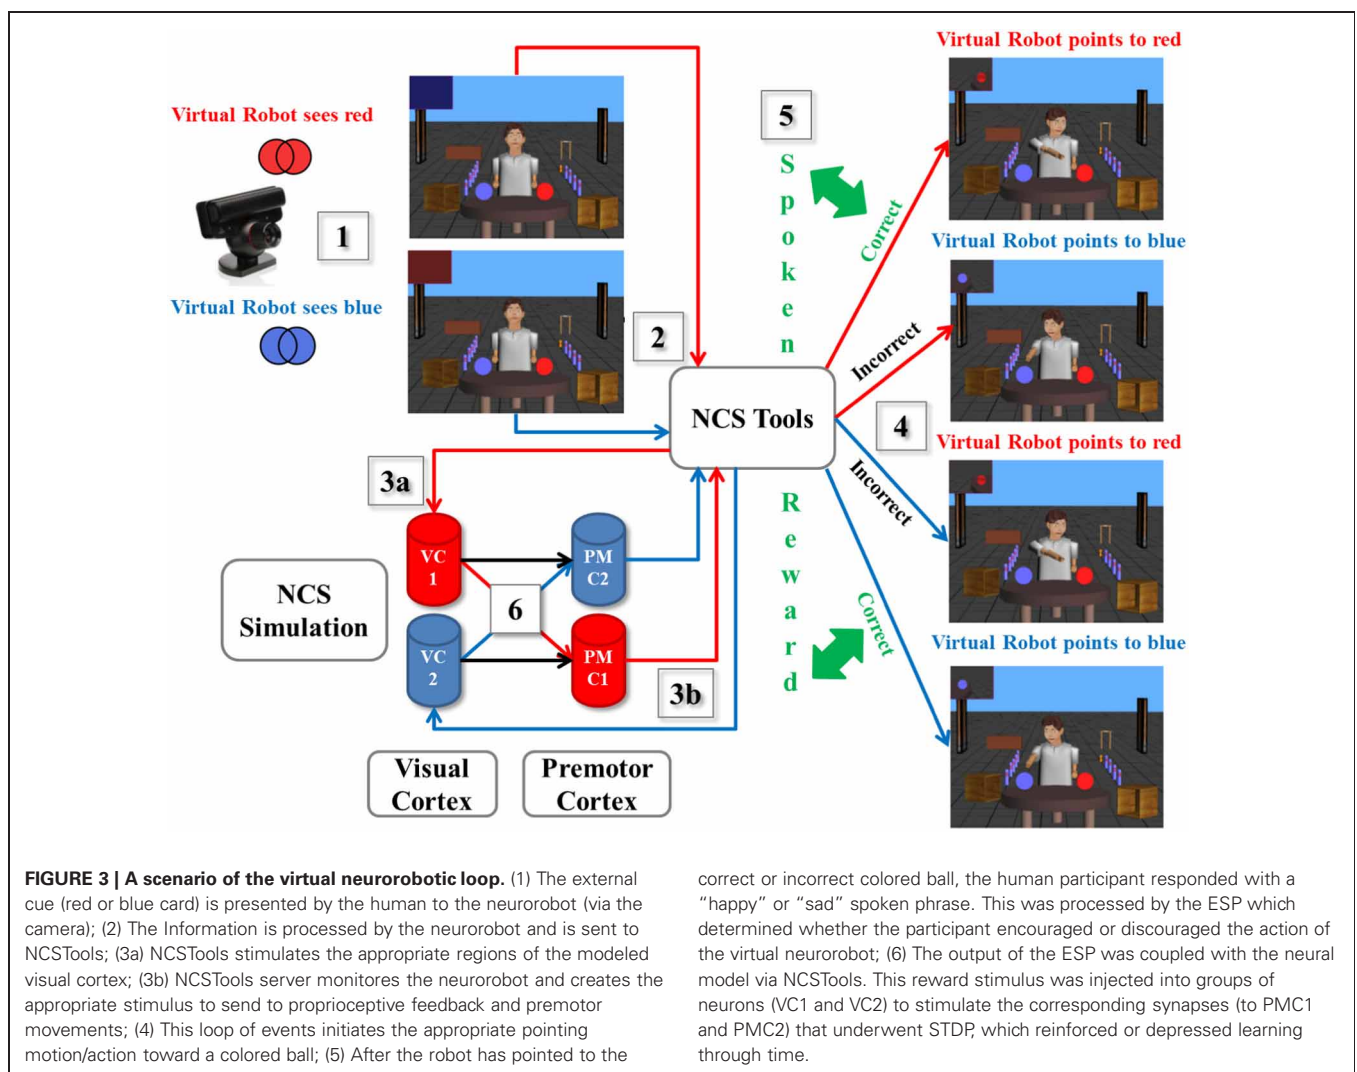 Virtual Robot sees red
1
Virtual Robot sees blue
2
5
Spoken
Reward
Correct
Incorrect
4
Incorrect
Correct
Virtual Robot points to red
Virtual Robot points to blue
Virtual Robot points to red
Virtual Robot points to blue
NCS Tools
3a
VC
1
PM
C2
6
VC
2
PM
C1
3b
NCS
Simulation
Visual
Cortex
Premotor
Cortex
FIGURE 3 | A scenario of the virtual neurorobotic loop. (1) The external
cue (red or blue card) is presented by the human to the neurorobot (via the
camera); (2) The Information is processed by the neurorobot and is sent to
NCSTools; (3a) NCSTools stimulates the appropriate regions of the modeled
visual cortex; (3b) NCSTools server monitores the neurorobot and creates the
appropriate stimulus to send to proprioceptive feedback and premotor
movements; (4) This loop of events initiates the appropriate pointing
motion/action toward a colored ball; (5) After the robot has pointed to the
correct or incorrect colored ball, the human participant responded with a
“happy” or “sad” spoken phrase. This was processed by the ESP which
determined whether the participant encouraged or discouraged the action of
the virtual neurorobot; (6) The output of the ESP was coupled with the neural
model via NCSTools. This reward stimulus was injected into groups of
neurons (VC1 and VC2) to stimulate the corresponding synapses (to PMC1
and PMC2) that underwent STDP, which reinforced or depressed learning
through time.